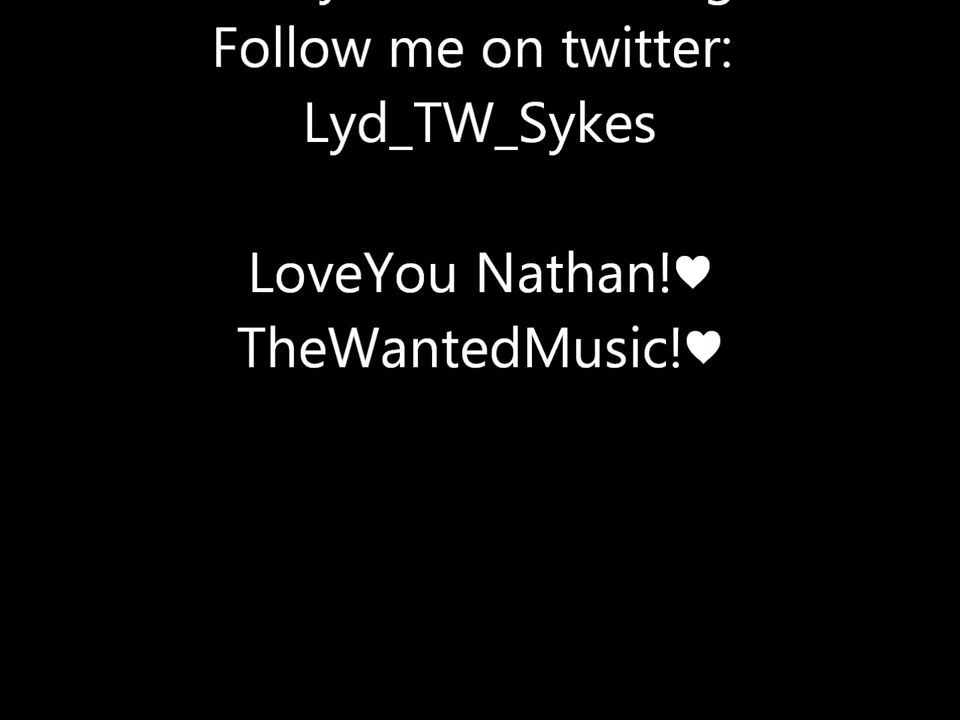 Follow me on twitter:
Lyd_TW_Sykes
LoveYou Nathan!♥
TheWantedMusic!♥